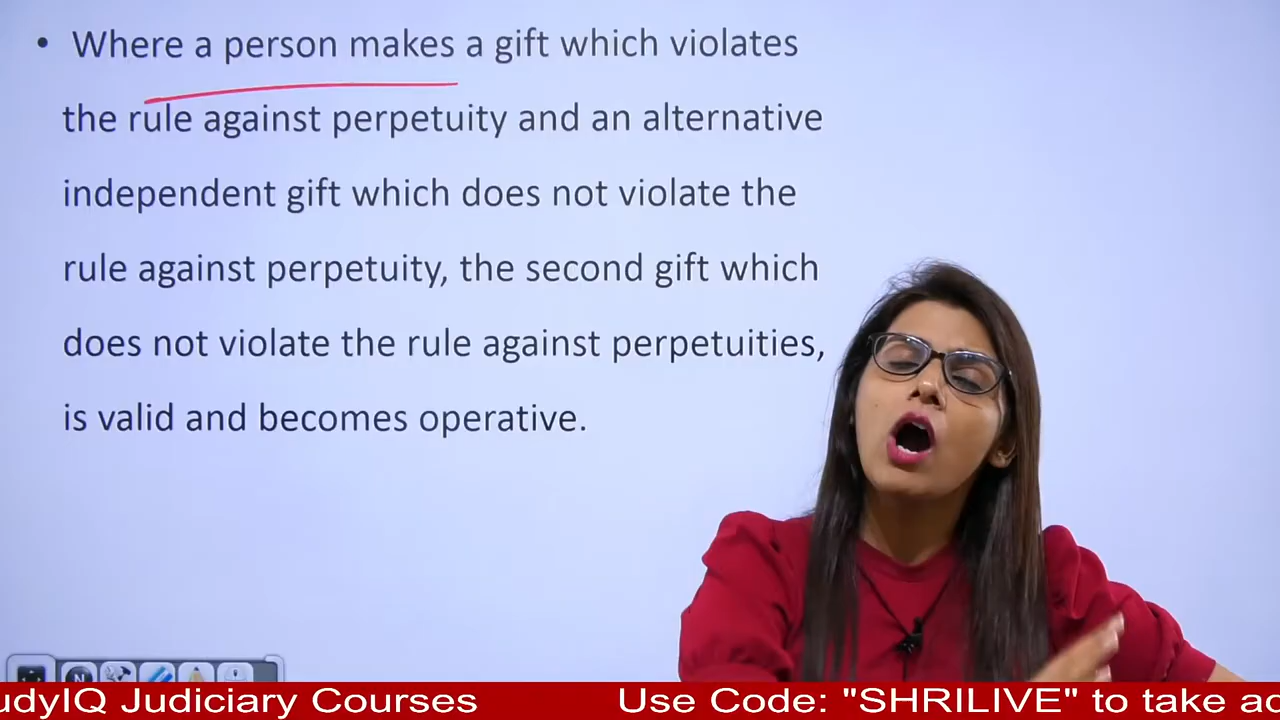 • Where a person makes a gift which violates
the rule against perpetuity and an alternative
independent gift which does not violate the
rule against perpetuity, the second gift which
does not violate the rule against perpetuities,
is valid and becomes operative.
N
udyIQ Judiciary Courses Use Code: "SHRILIVE" to take ad